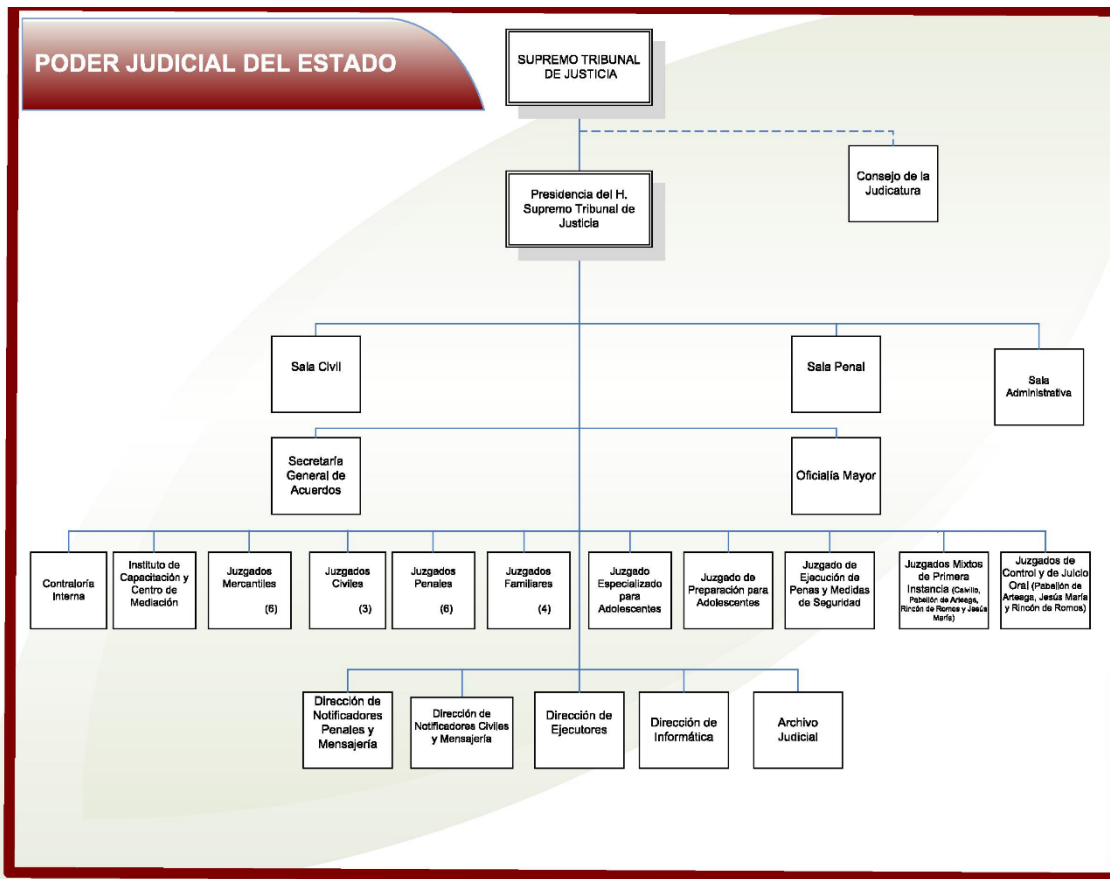 PODER JUDICIAL DEL ESTADO
SUPREMO TRIBUNAL
DE JUSTICIA
Consejo de la
Judicatura
Presidencia del H.
Supremo Tribunal de
Justicia
Sala Civil
Sala Penal
Sala
Administrativa
Secretaría
General de
Acuerdos
Oficialía Mayor
Contraloría
Interna
Instituto de
Capacitación y
Centro de
Mediación
Juzgados
Mercantiles
(6)
Juzgados
Civiles
(3)
Juzgados
Penales
(6)
Juzgados
Familiares
(4)
Juzgado
Especializado
para
Adolescentes
Juzgado de
Preparación para
Adolescentes
Juzgado de
Ejecución de
Penas y Medidas
de Seguridad
Juzgados Mixtos
de Primera
Instancia (Calvillo,
Pabellón de Arteaga,
Rincón de Romos y Jesús
María)
Juzgados de
Control y de Juicio
Oral (Pabellón de
Arteaga, Jesús María
y Rincón de Romos)
Dirección de
Notificadores
Penales y
Mensajería
Dirección de
Notificadores Civiles
y Mensajería
Dirección de
Ejecutores
Dirección de
Informática
Archivo
Judicial